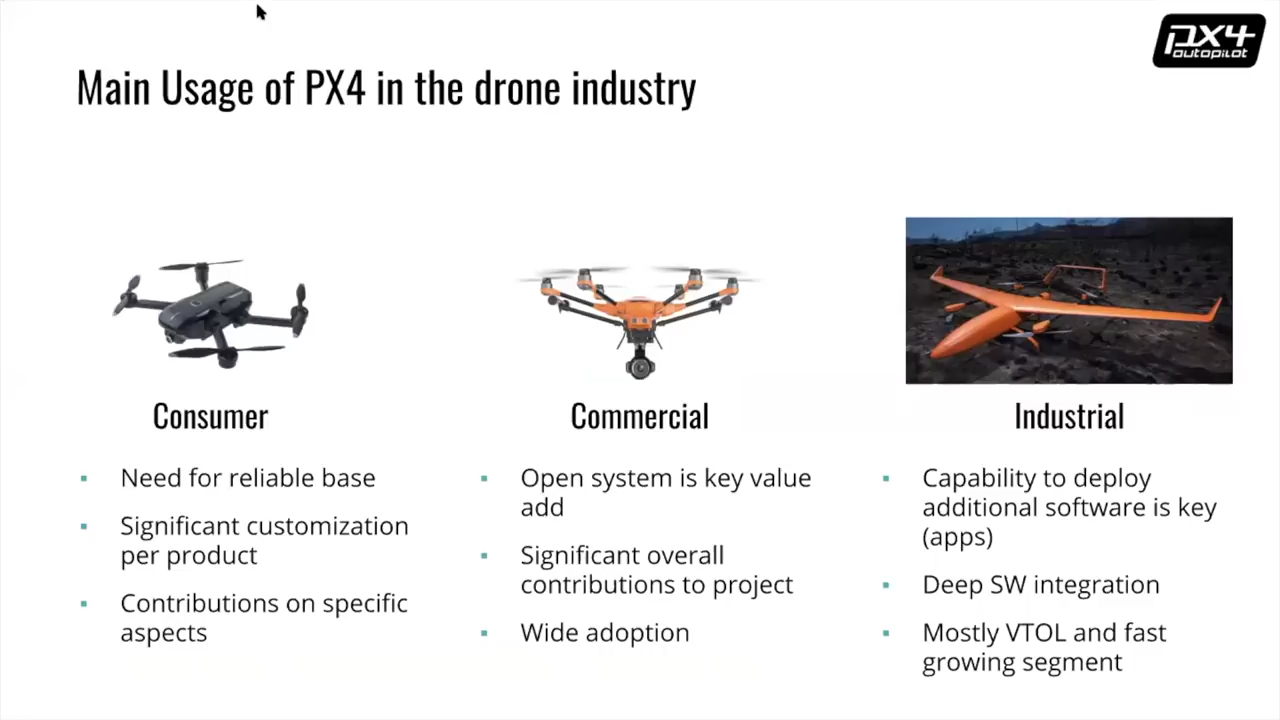 PX4
autopilot
Main Usage of PX4 in the drone industry
Consumer
Need for reliable base
Significant customization
per product
Contributions on specific
aspects
Commercial
Open system is key value
add
Significant overall
contributions to project
Wide adoption
Industrial
Capability to deploy
additional software is key
(apps)
Deep SW integration
Mostly VTOL and fast
growing segment